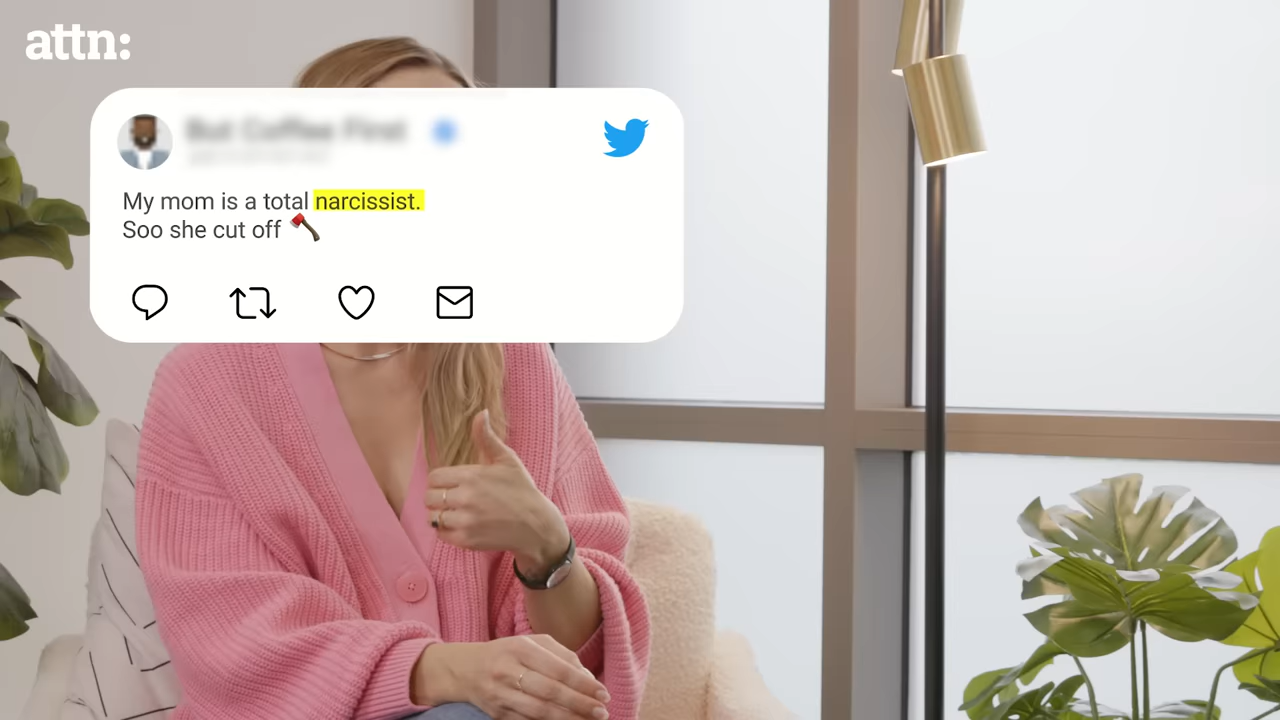 attn:
My mom is a total narcissist.
Soo she cut off 🪓